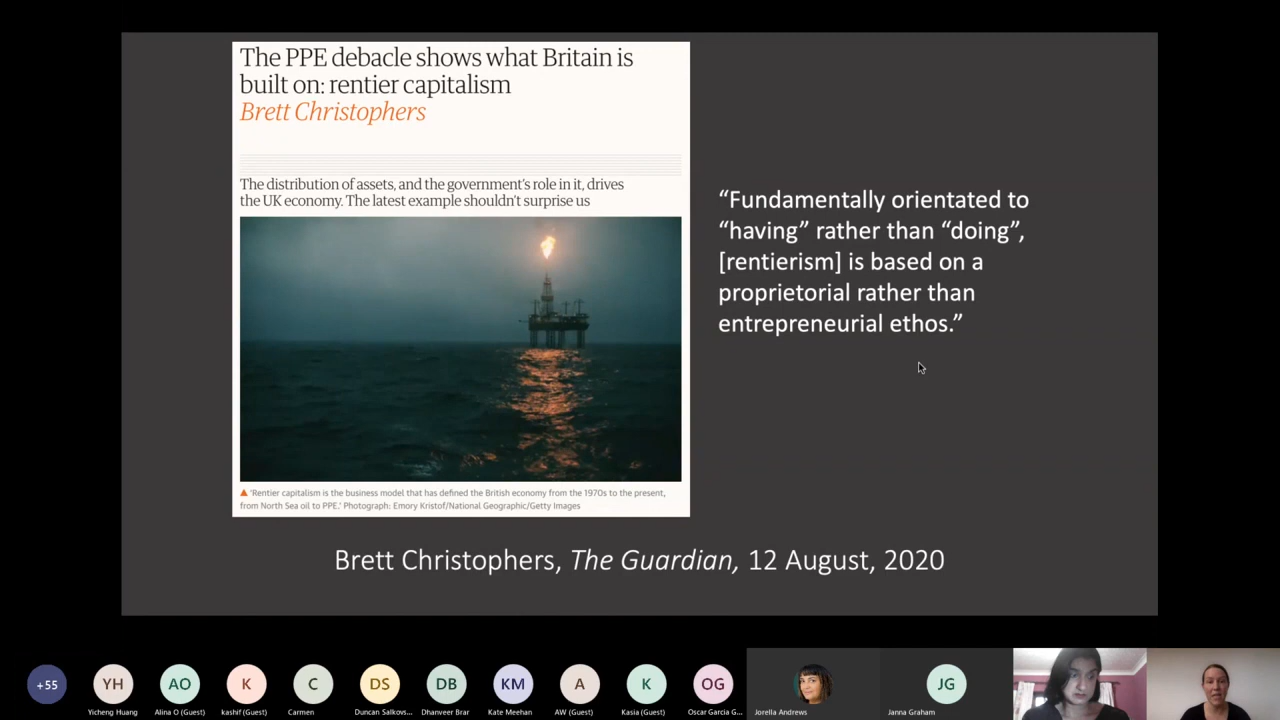 The PPE debacle shows what Britain is
built on: rentier capitalism
Brett Christophers
The distribution of assets, and the government's role in it, drives
the UK economy. The latest example shouldn't surprise us
▲ 'Rentier capitalism is the business model that has defined the British economy from the 1970s to the present,
from North Sea oil to PPE.' Photograph: Emory Kristof/National Geographic/Getty Images
“Fundamentally orientated to
“having” rather than “doing”,
[rentierism] is based on a
proprietorial rather than
entrepreneurial ethos.”
Brett Christophers, The Guardian, 12 August, 2020
+55
YH
AO
K
C
DS
DB
KM
A
K
OG
JG
Yicheng Huang
Alina O (Guest)
kashif (Guest)
Carmen
Duncan Salkovs...
Dhanveer Brar
Kate Meehan
AW (Guest)
Kasia (Guest)
Oscar Garcia G...
Jorella Andrews
Janna Graham